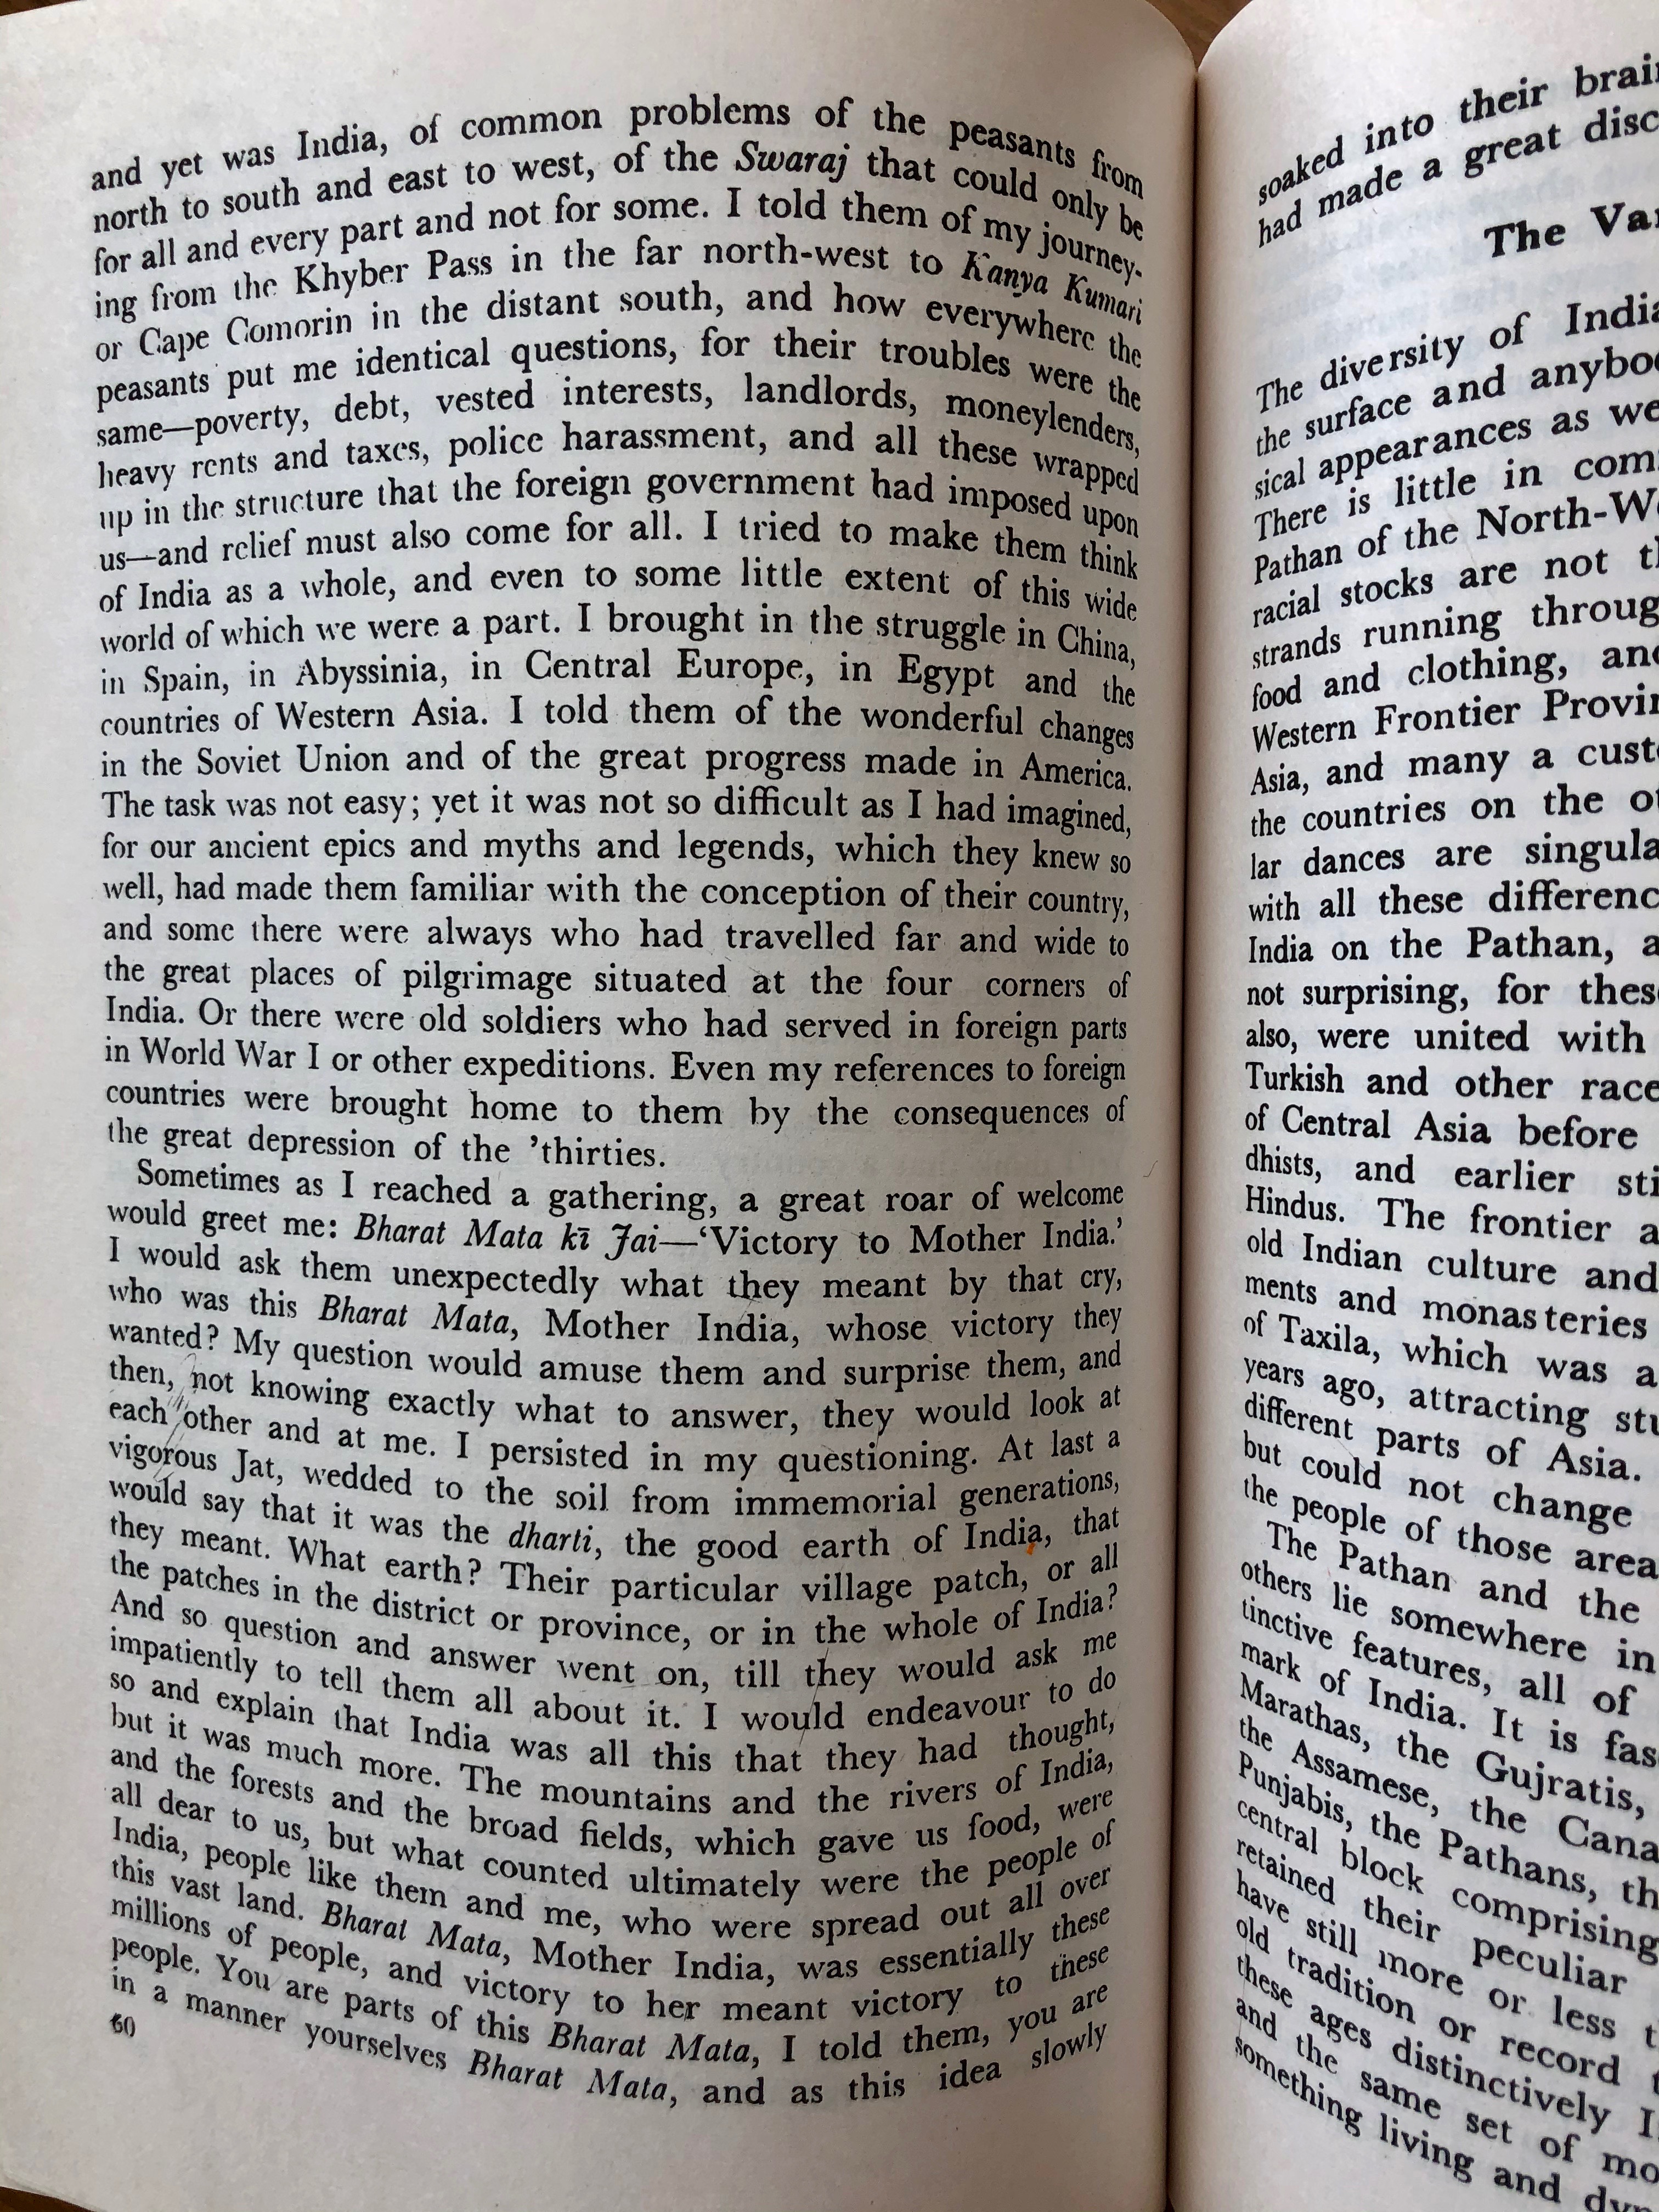 and yet was India, of common problems of the peasants from
north to south and east to west, of the Swaraj that could only be
for all and every part and not for some. I told them of my journey-
ing from the Khyber Pass in the far north-west to Kanya Kumari
or Cape Comorin in the distant south, and how everywhere the
peasants put me identical questions, for their troubles were the
same—poverty, debt, vested interests, landlords, moneylenders,
heavy rents and taxes, police harassment, and all these wrapped
up in the structure that the foreign government had imposed upon
us—and relief must also come for all. I tried to make them think
of India as a whole, and even to some little extent of this wide
world of which we were a part. I brought in the struggle in China,
in Spain, in Abyssinia, in Central Europe, in Egypt and the
countries of Western Asia. I told them of the wonderful changes
in the Soviet Union and of the great progress made in America.
The task was not easy; yet it was not so difficult as I had imagined,
for our ancient epics and myths and legends, which they knew so
well, had made them familiar with the conception of their country,
and some there were always who had travelled far and wide to
the great places of pilgrimage situated at the four corners of
India. Or there were old soldiers who had served in foreign parts
in World War I or other expeditions. Even my references to foreign
countries were brought home to them by the consequences of
the great depression of the 'thirties.
Sometimes as I reached a gathering, a great roar of welcome
would greet me: Bharat Mata kī Jai—'Victory to Mother India.'
I would ask them unexpectedly what they meant by that cry,
who was this Bharat Mata, Mother India, whose victory they
wanted? My question would amuse them and surprise them, and
then, not knowing exactly what to answer, they would look at
each other and at me. I persisted in my questioning. At last a
vigorous Jat, wedded to the soil from immemorial generations,
would say that it was the dharti, the good earth of India, that
they meant. What earth? Their particular village patch, or all
the patches in the district or province, or in the whole of India?
And so question and answer went on, till they would ask me
impatiently to tell them all about it. I would endeavour to do
so and explain that India was all this that they had thought,
but it was much more. The mountains and the rivers of India,
and the forests and the broad fields, which gave us food, were
all dear to us, but what counted ultimately were the people of
India, people like them and me, who were spread out all over
this vast land. Bharat Mata, Mother India, was essentially these
millions of people, and victory to her meant victory to these
people. You are parts of this Bharat Mata, I told them, you are
in a manner yourselves Bharat Mata, and as this idea slowly
60
soaked into their
had made a great
The
The diversity of
the surface and
sical appearances as
There is little in
Pathan of the
racial stocks are not
strands running
food and clothing,
Western Frontier
Asia, and many a
the countries on the
lar dances are
with all these
India on the Pathan,
not surprising, for
also, were united with
Turkish and other
of Central Asia before
dhists, and earlier
Hindus. The frontier
old Indian culture and
ments and monasteries
of Taxila, which was a
years ago, attracting
different parts of Asia.
but could not change
the people of those
The Pathan and the
others lie somewhere in
tinctive features, all of
mark of India. It is
Marathas, the Gujratis,
the Assamese, the
Punjabis, the Pathans,
central block comprising
retained their peculiar
have still more or less
old tradition or record
these ages distinctively
and the same set of
something living and